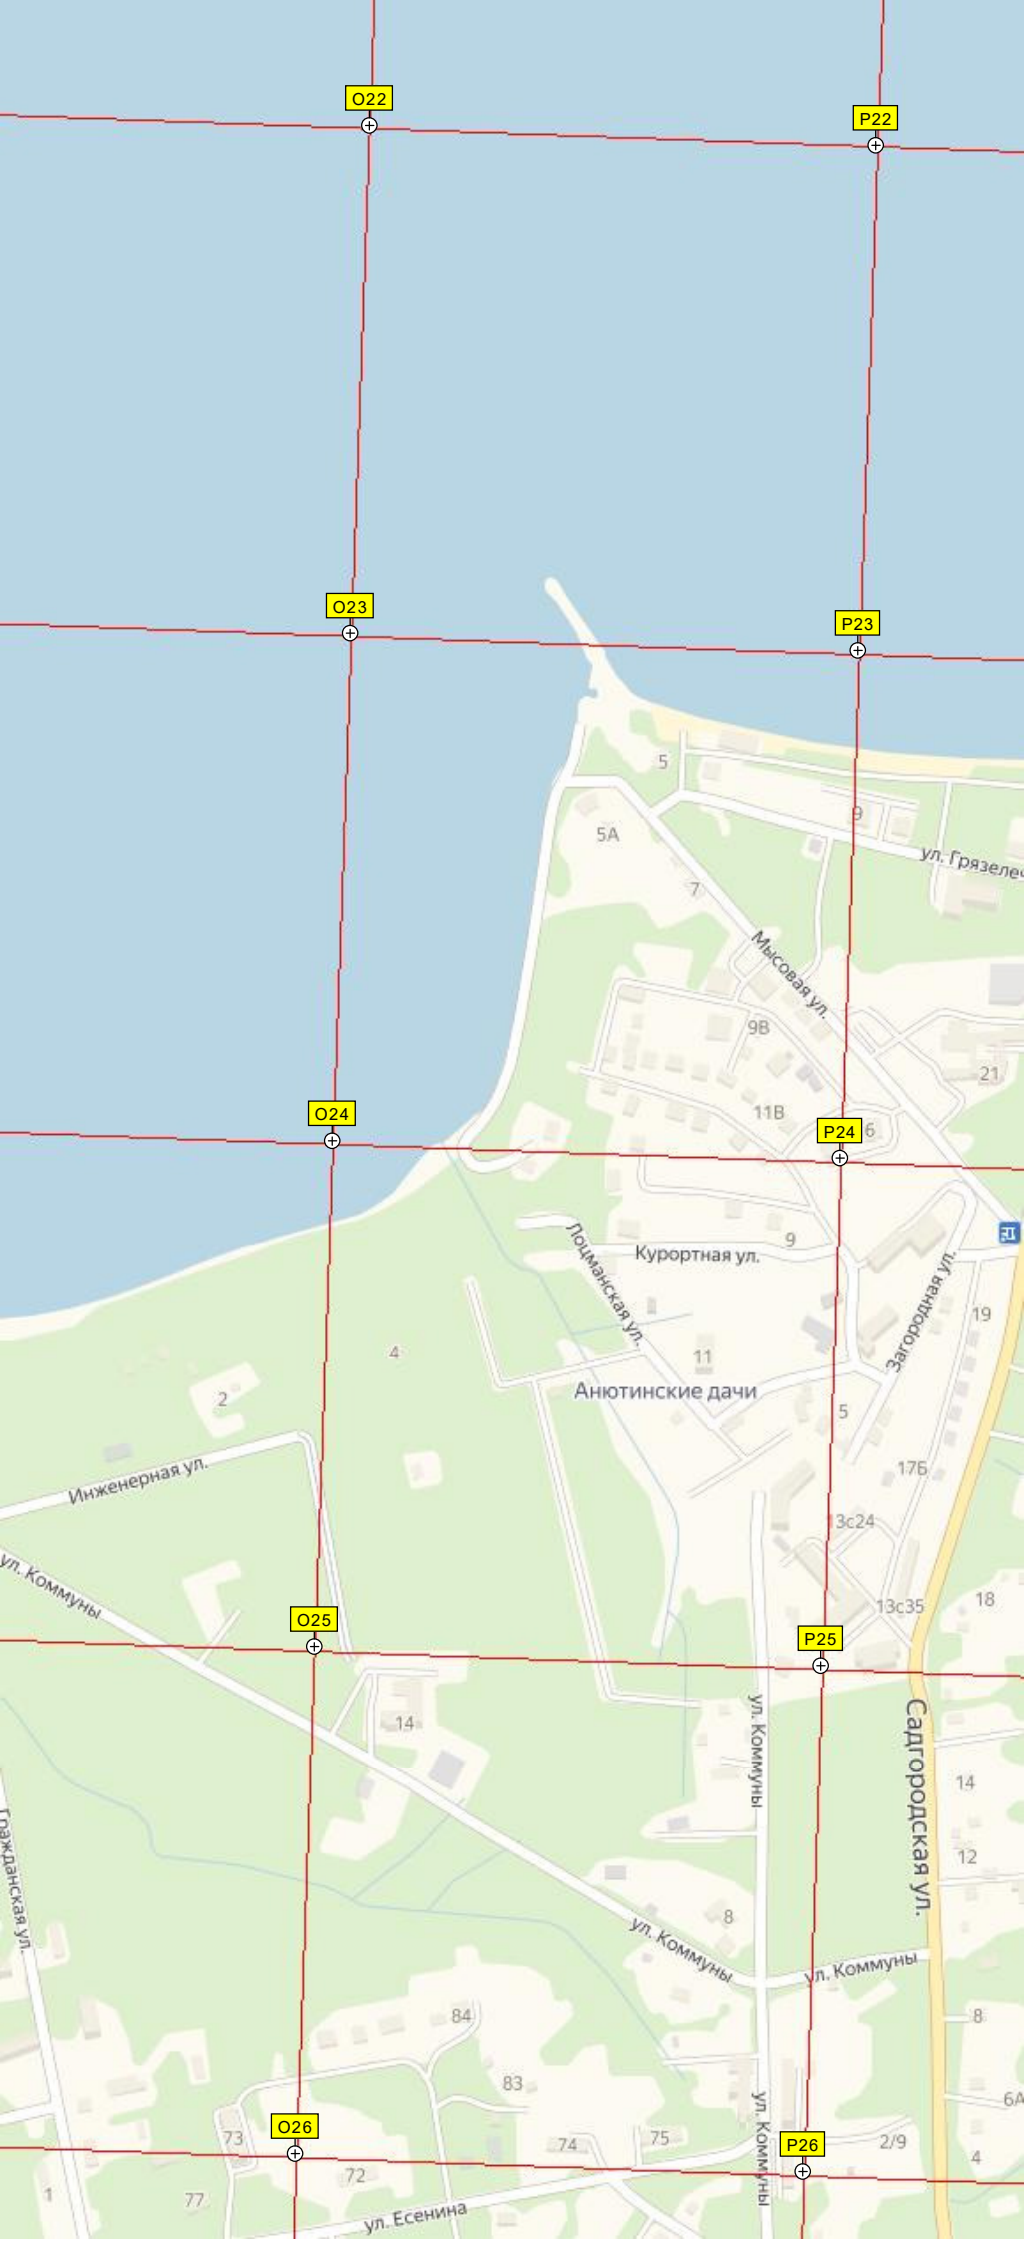 O22
P22
O23
P23
5
9
5А
ул. Грязелеч
7
Мысовая ул.
9В
21
11В
O24
P24
6
Лоцманская ул.
Курортная ул.
9
Загородная ул.
19
4
11
Анютинские дачи
2
5
Инженерная ул.
17Б
13с24
ул. Коммуны
18
13с35
O25
P25
ул. Коммуны
Садгородская ул.
14
14
Гражданская ул.
12
8
ул. Коммуны
ул. Коммуны
84
8
83
6А
ул. Коммуны
O26
P26
73
74
75
2/9
72
4
1
77
ул. Есенина